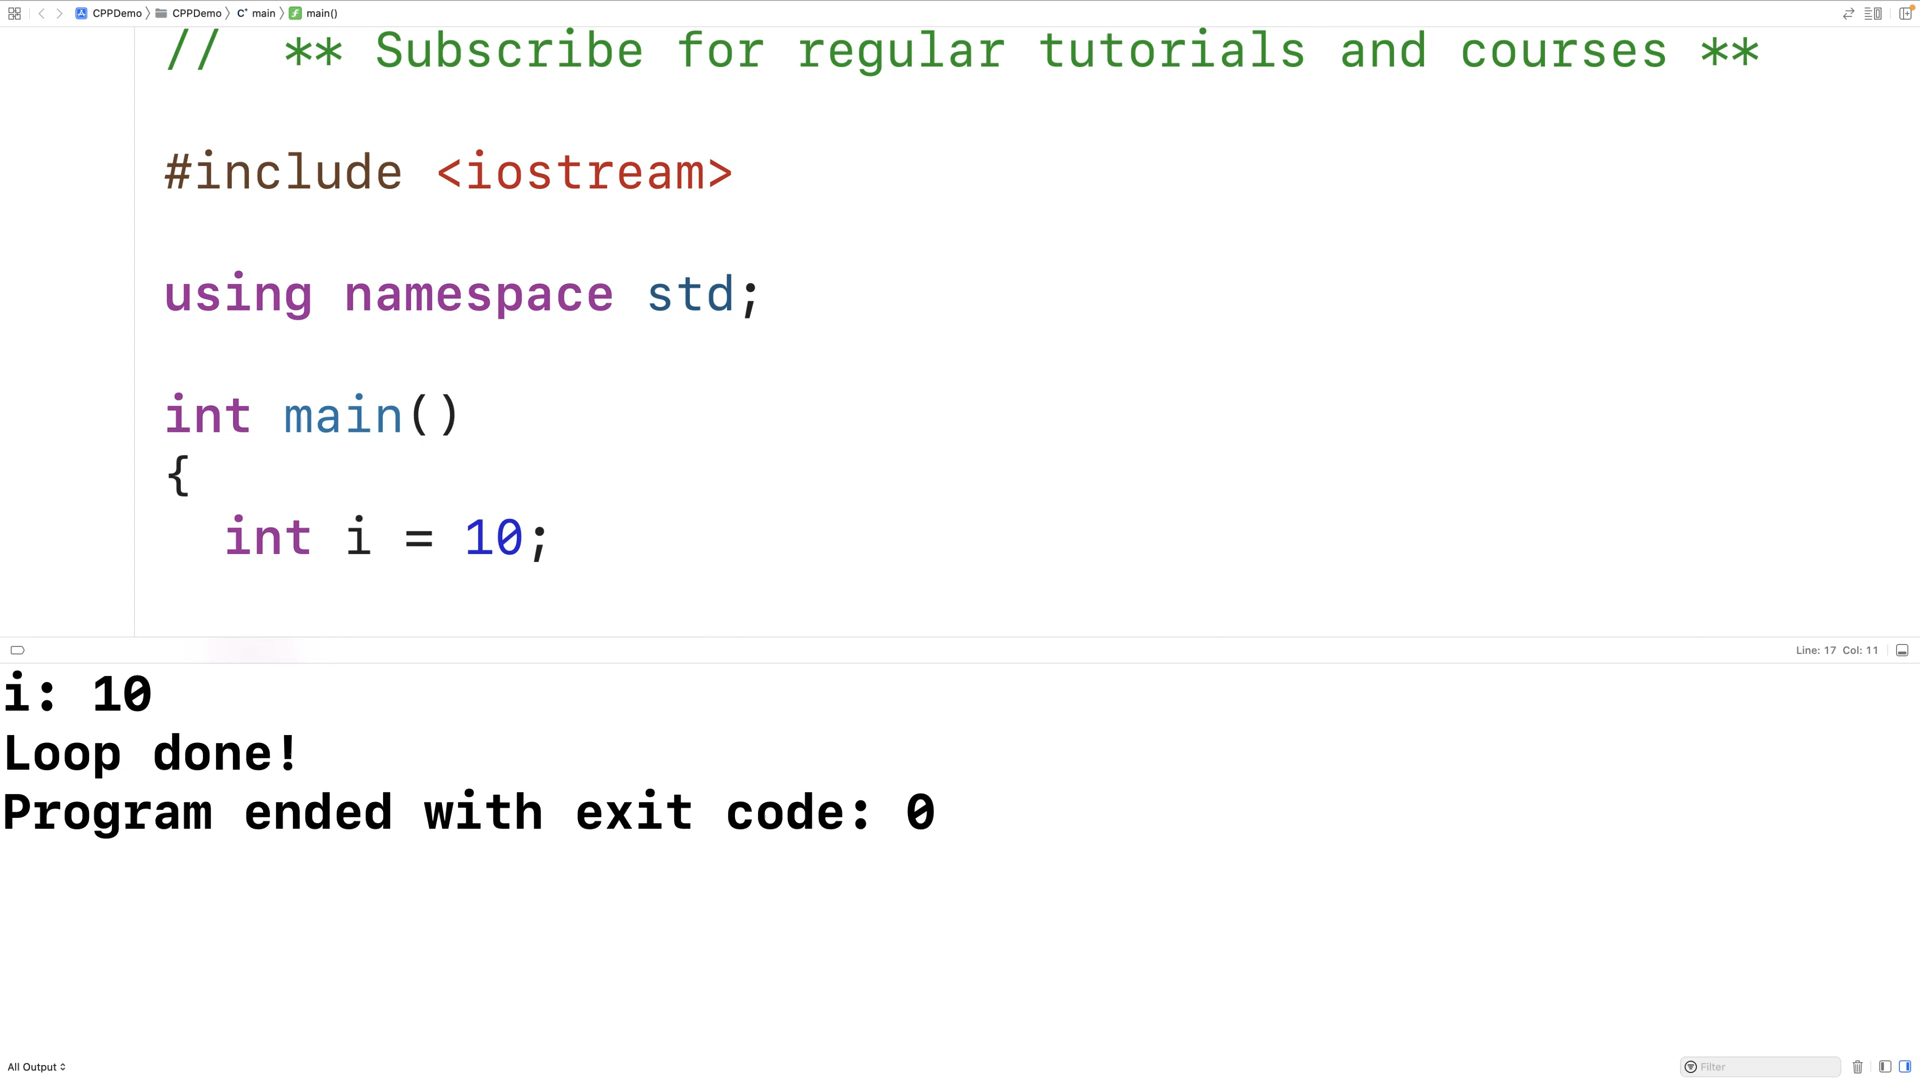 CPPDemo 〉 CPPDemo 〉 C+ main 〉 f main()
//  ** Subscribe for regular tutorials and courses **
#include <iostream>
using namespace std;
int main()
{
  int i = 10;
Line: 17  Col: 11
i: 10
Loop done!
Program ended with exit code: 0
All Output
Filter